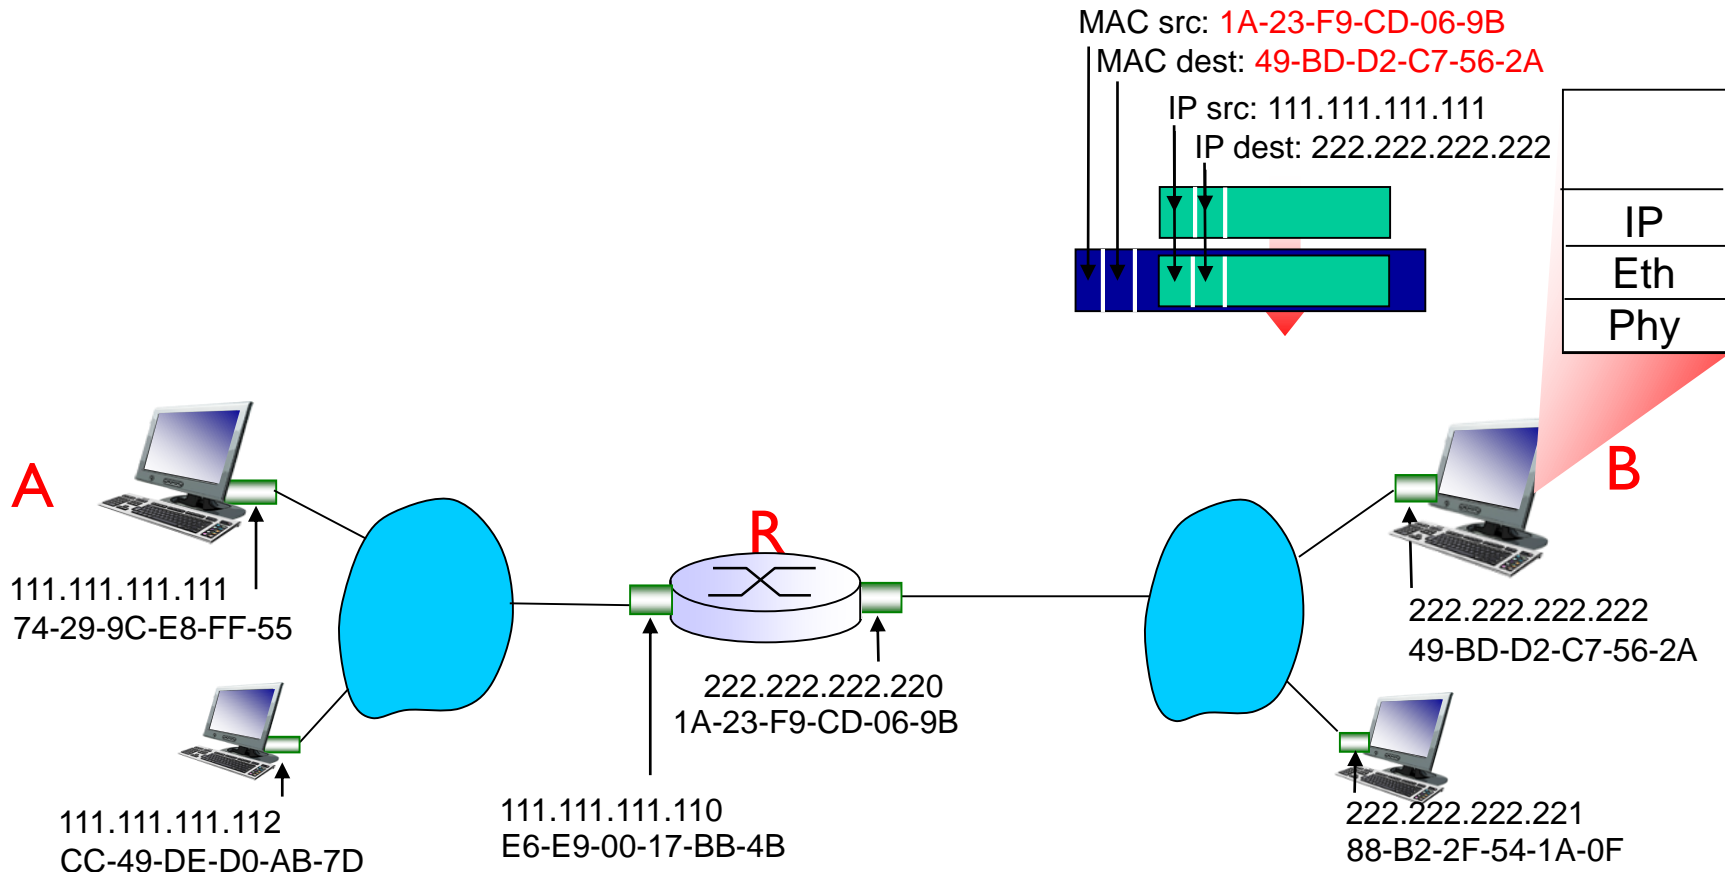 MAC src: 1A-23-F9-CD-06-9B
MAC dest: 49-BD-D2-C7-56-2A
IP src: 111.111.111.111
IP dest: 222.222.222.222
IP
Eth
Phy
A
R
B
111.111.111.111
74-29-9C-E8-FF-55
222.222.222.222
49-BD-D2-C7-56-2A
222.222.222.220
1A-23-F9-CD-06-9B
111.111.111.112
CC-49-DE-D0-AB-7D
111.111.111.110
E6-E9-00-17-BB-4B
222.222.222.221
88-B2-2F-54-1A-0F